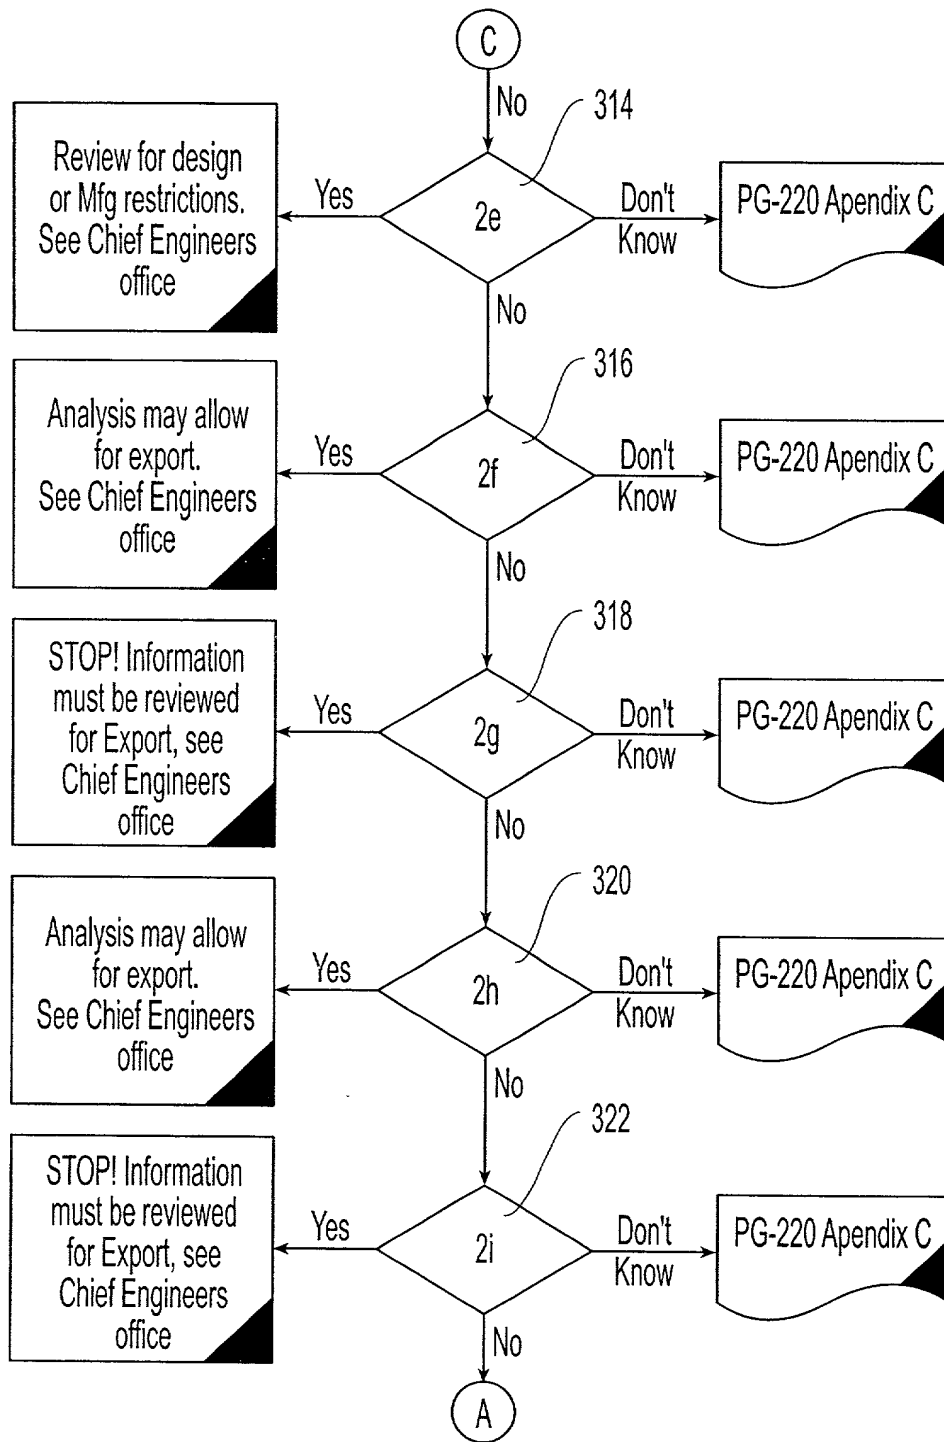 C
No
314
Review for design
or Mfg restrictions.
See Chief Engineers
office
Yes
2e
Don't
Know
PG-220 Apendix C
No
316
Analysis may allow
for export.
See Chief Engineers
office
Yes
2f
Don't
Know
PG-220 Apendix C
No
318
STOP! Information
must be reviewed
for Export, see
Chief Engineers
office
Yes
2g
Don't
Know
PG-220 Apendix C
No
320
Analysis may allow
for export.
See Chief Engineers
office
Yes
2h
Don't
Know
PG-220 Apendix C
No
322
STOP! Information
must be reviewed
for Export, see
Chief Engineers
office
Yes
2i
Don't
Know
PG-220 Apendix C
No
A